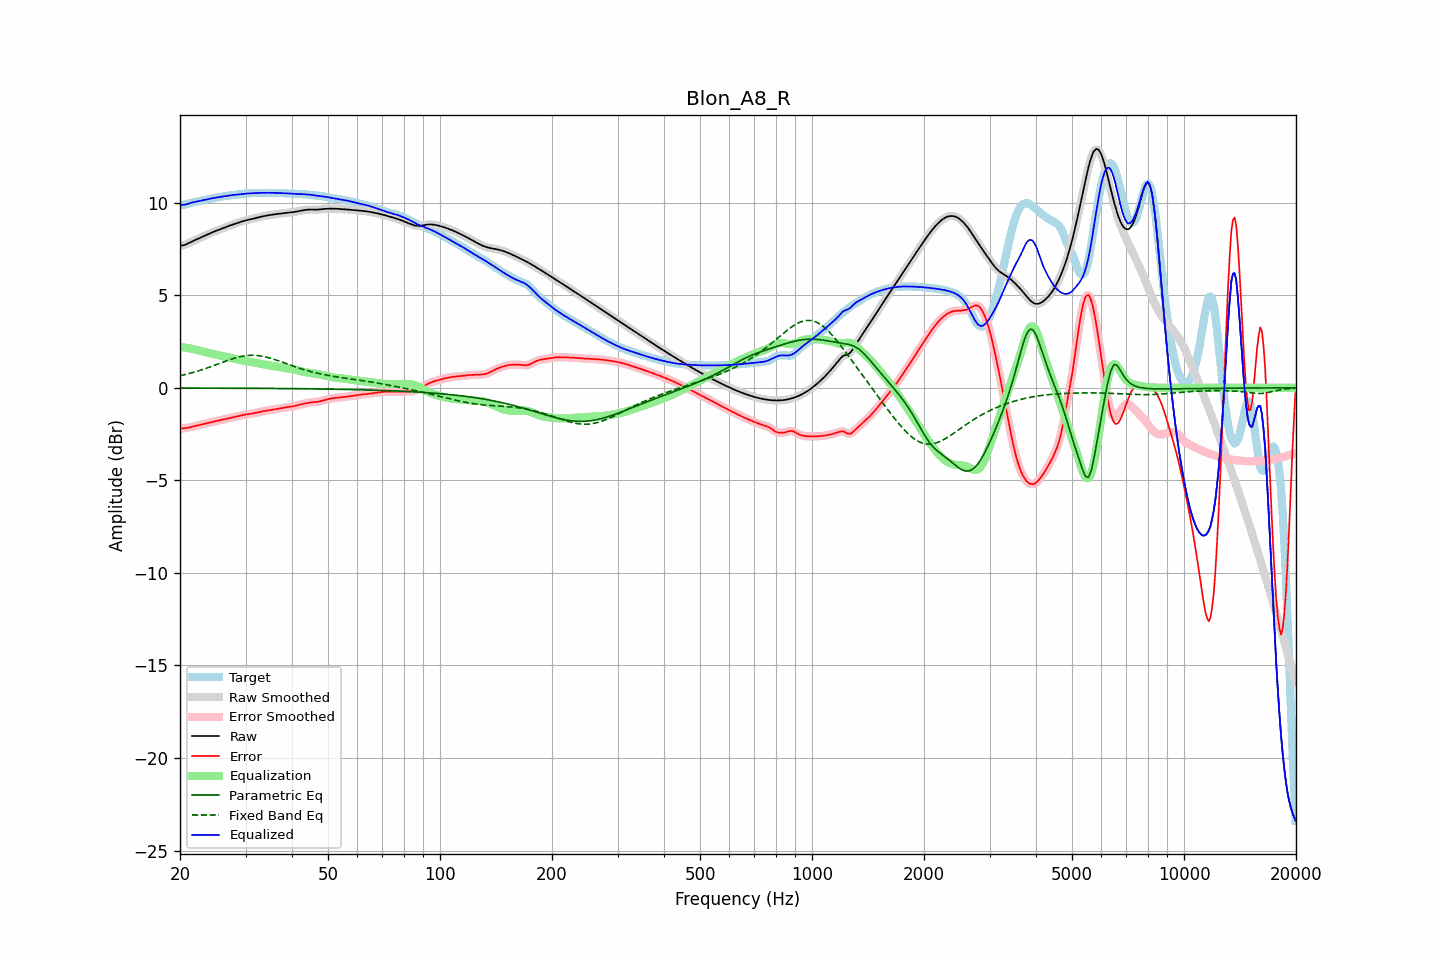 Blon_A8_R
Amplitude (dBr)
10
5
0
−5
−10
−15
−20
−25
Target
Raw Smoothed
Error Smoothed
Raw
Error
Equalization
Parametric Eq
Fixed Band Eq
Equalized
20 50 100 200 500 1000 2000 5000 10000 20000
Frequency (Hz)